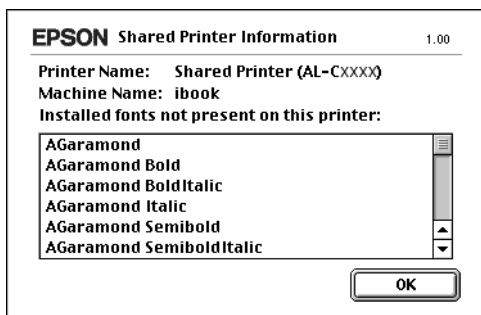 EPSON Shared Printer Information 1.00
Printer Name: Shared Printer (AL-CXXXX)
Machine Name: ibook
Installed fonts not present on this printer:
AGaramond
AGaramond Bold
AGaramond BoldItalic
AGaramond Italic
AGaramond Semibold
AGaramond SemiboldItalic
OK